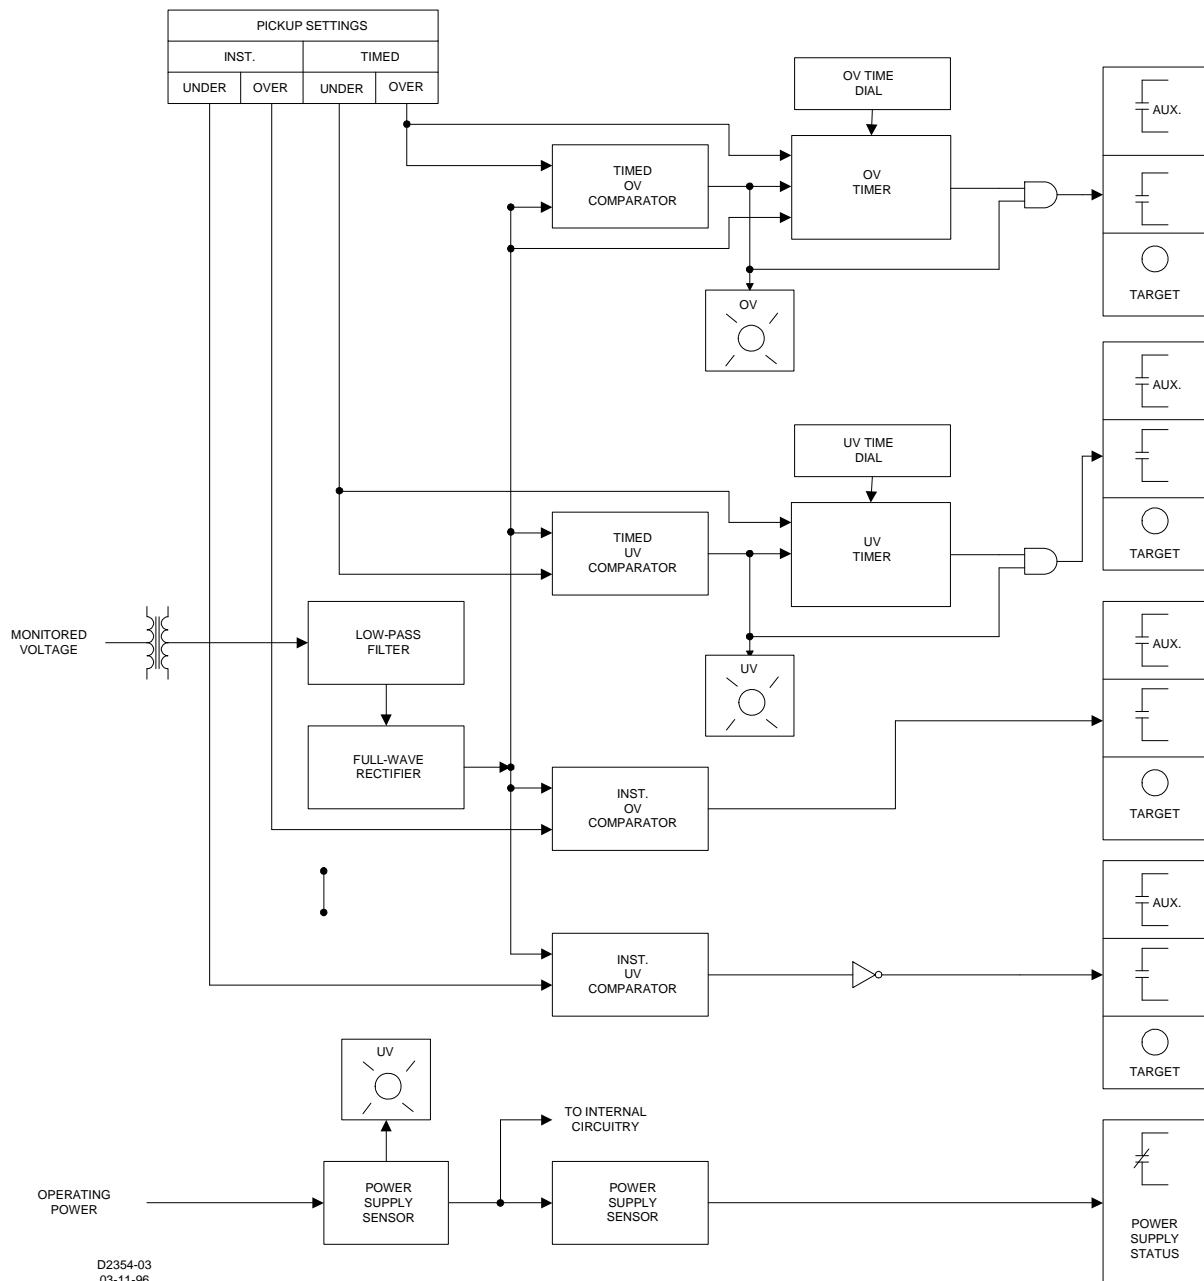 PICKUP SETTINGS
INST.
TIMED
UNDER
OVER
UNDER
OVER
OV TIME
DIAL
TIMED
OV
COMPARATOR
OV
TIMER
AUX.
TARGET
OV
UV TIME
DIAL
AUX.
TIMED
UV
COMPARATOR
UV
TIMER
TARGET
MONITORED
VOLTAGE
LOW-PASS
FILTER
UV
AUX.
FULL-WAVE
RECTIFIER
INST.
OV
COMPARATOR
TARGET
AUX.
INST.
UV
COMPARATOR
TARGET
UV
TO INTERNAL
CIRCUITRY
OPERATING
POWER
POWER
SUPPLY
SENSOR
POWER
SUPPLY
SENSOR
POWER
SUPPLY
STATUS
D2354-03
03-11-96